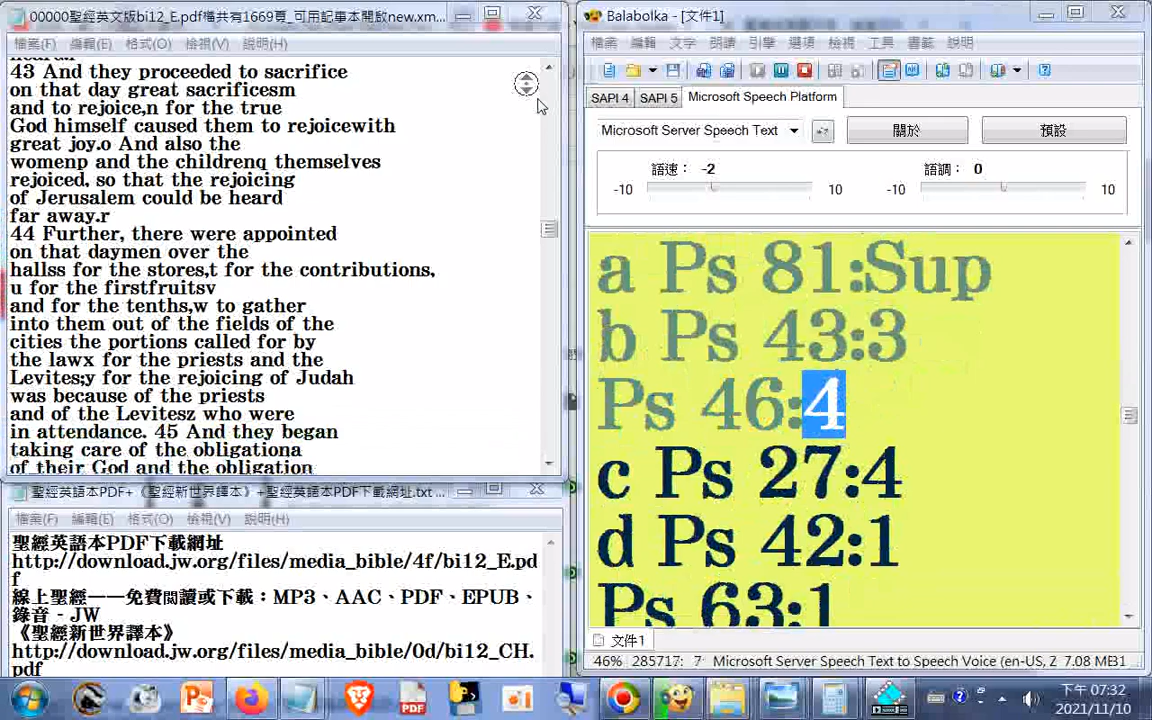 00000聖經英文版bi12_E.pdf檔共有1669頁_可用記事本開啟new.xm...
檔案(F) 編輯(E) 格式(O) 檢視(V) 說明(H)
43 And they proceeded to sacrifice
on that day great sacrificesm
and to rejoice,n for the true
God himself caused them to rejoicewith
great joy.o And also the
womenp and the childrenq themselves
rejoiced, so that the rejoicing
of Jerusalem could be heard
far away.r
44 Further, there were appointed
on that daymen over the
hallss for the stores,t for the contributions,
u for the firstfruitsv
and for the tenths,w to gather
into them out of the fields of the
cities the portions called for by
the lawx for the priests and the
Levites;y for the rejoicing of Judah
was because of the priests
and of the Levitesz who were
in attendance. 45 And they began
taking care of the obligationa
of their God and the obligation
聖經英語本PDF+《聖經新世界譯本》+聖經英語本PDF下載網址.txt ...
檔案(F) 編輯(E) 格式(O) 檢視(V) 說明(H)
聖經英語本PDF下載網址
http://download.jw.org/files/media_bible/4f/bi12_E.pd
f
線上聖經——免費閱讀或下載：MP3、AAC、PDF、EPUB、
錄音 - JW
《聖經新世界譯本》
http://download.jw.org/files/media_bible/0d/bi12_CH.
pdf
Balabolka - [文件1]
檔案 編輯 文字 朗讀 引擎 選項 檢視 工具 書籤 說明
SAPI 4 SAPI 5 Microsoft Speech Platform
Microsoft Server Speech Text 關於 預設
語速： -2 語調： 0
-10 10 -10 10
a Ps 81:Sup
b Ps 43:3
Ps 46:4
c Ps 27:4
d Ps 42:1
Ps 63:1
文件1
46% 285717: 7 Microsoft Server Speech Text to Speech Voice (en-US, Z 7.08 MB
下午 07:32
2021/11/10